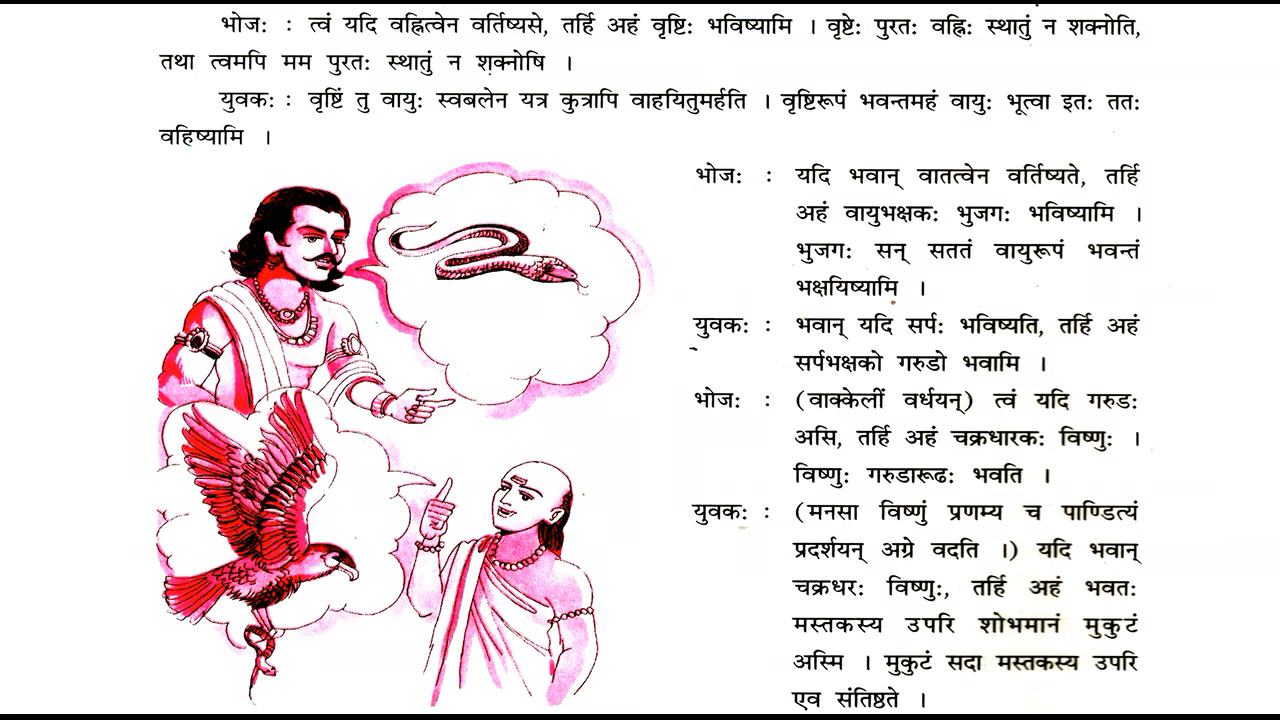 भोजः : त्वं यदि वह्नित्वेन वर्तिष्यसे, तर्हि अहं वृष्टिः भविष्यामि । वृष्टेः पुरतः वह्निः स्थातुं न शक्नोति,
तथा त्वमपि मम पुरतः स्थातुं न शक्नोषि ।
युवकः : वृष्टिं तु वायुः स्वबलेन यत्र कुत्रापि वाहयितुमर्हति । वृष्टिरूपं भवन्तमहं वायुः भूत्वा इतः ततः
वहिष्यामि ।
भोजः : यदि भवान् वातत्वेन वर्तिष्यते, तर्हि
अहं वायुभक्षकः भुजगः भविष्यामि ।
भुजगः सन् सततं वायुरूपं भवन्तं
भक्षयिष्यामि ।
युवकः : भवान् यदि सर्पः भविष्यति, तर्हि अहं
सर्पभक्षको गरुडो भवामि ।
भोजः : (वाक्केलीं वर्धयन्) त्वं यदि गरुडः
असि, तर्हि अहं चक्रधारकः विष्णुः ।
विष्णुः गरुडारूढः भवति ।
युवकः : (मनसा विष्णुं प्रणम्य च पाण्डित्यं
प्रदर्शयन् अग्रे वदति ।) यदि भवान्
चक्रधरः विष्णुः, तर्हि अहं भवतः
मस्तकस्य उपरि शोभमानं मुकुटं
अस्मि । मुकुटं सदा मस्तकस्य उपरि
एव संतिष्ठते ।